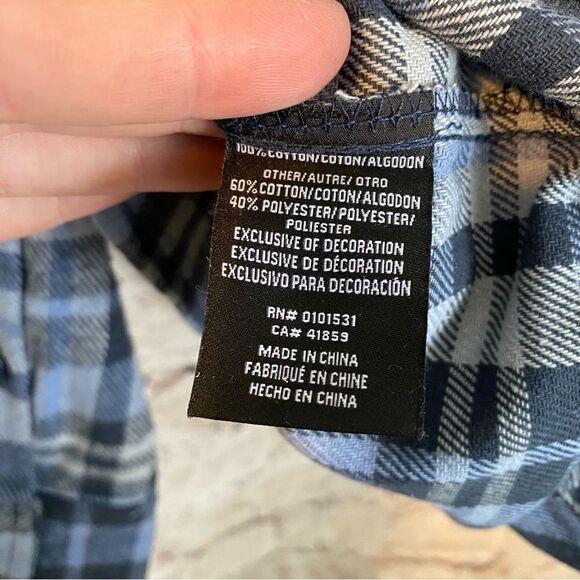 100% COTTON/COTON/ALGODON
OTHER/AUTRE/ OTRO
60% COTTON/COTON/ALGODON
40% POLYESTER/POLYESTER/
POLIESTER
EXCLUSIVE OF DECORATION
EXCLUSIVE DE DÉCORATION
EXCLUSIVO PARA DECORACIÓN
RN# 0101531
CA# 41859
MADE IN CHINA
FABRIQUÉ EN CHINE
HECHO EN CHINA